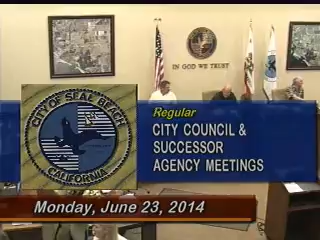 IN GOD WE TRUST
CITY OF SEAL BEACH
CALIFORNIA
Regular
CITY COUNCIL &
SUCCESSOR
AGENCY MEETINGS
Monday, June 23, 2014